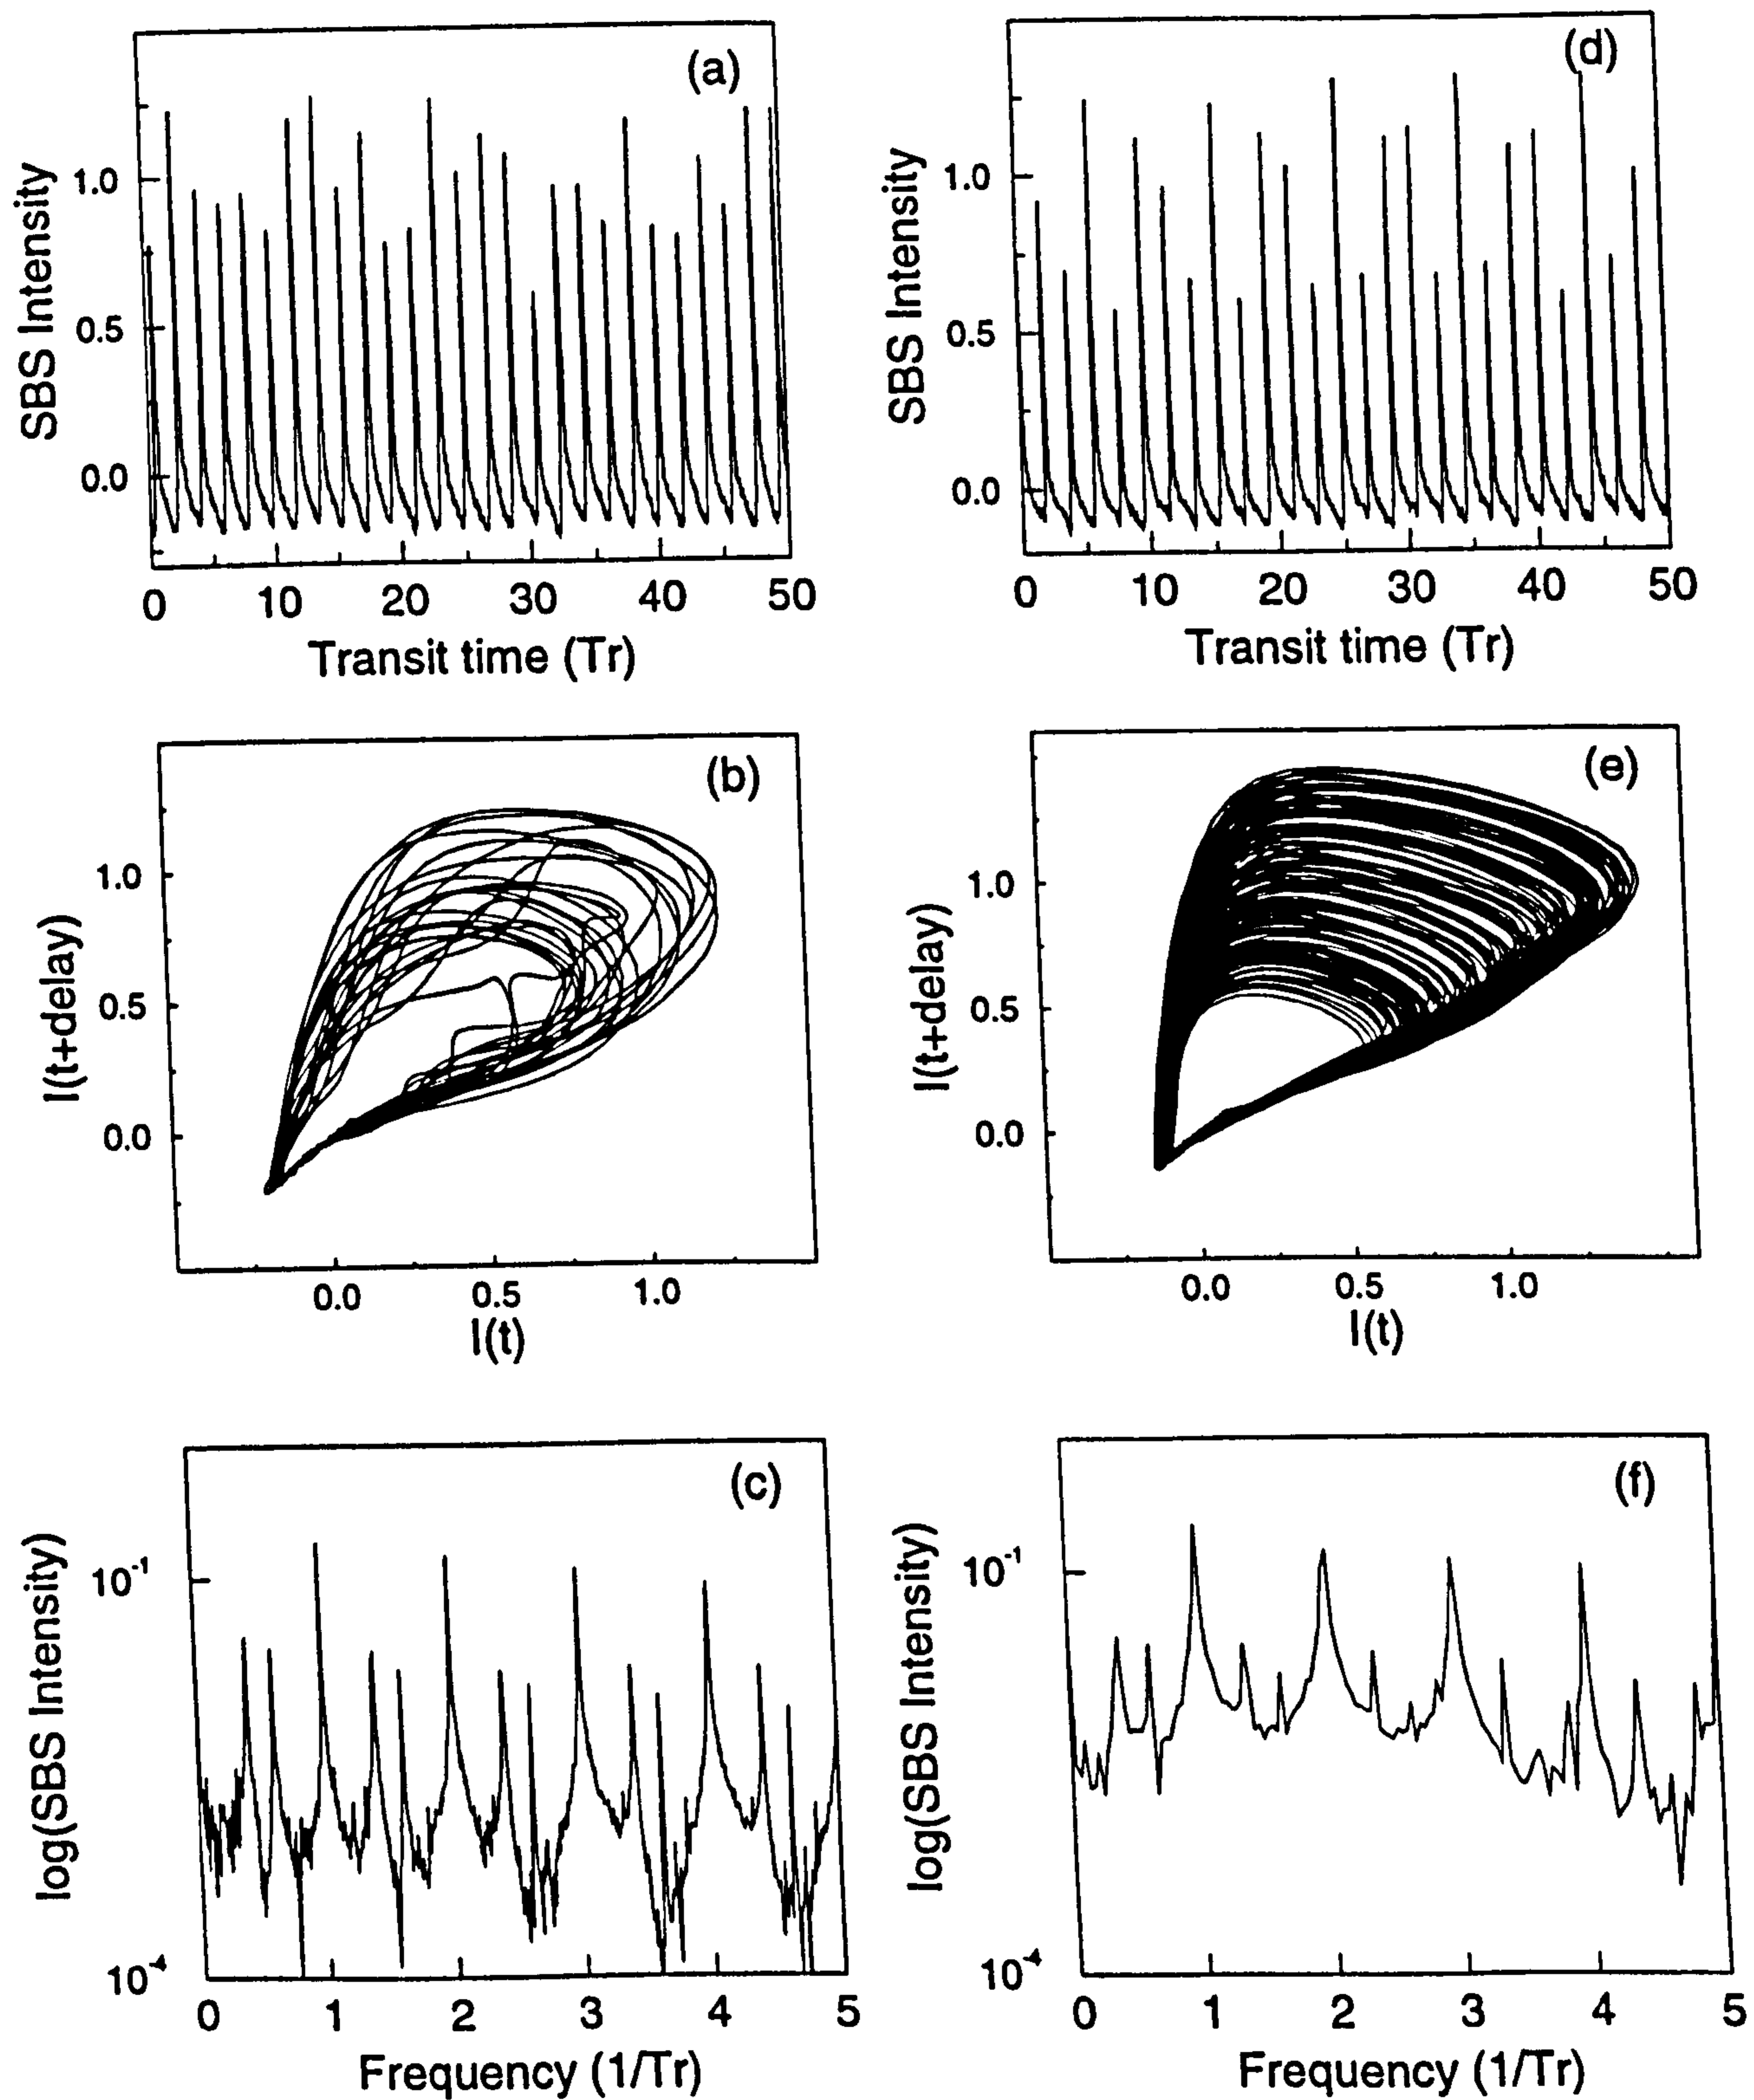 (a)
SBS Intensity
1.0
0.5
0.0
0 10 20 30 40 50
Transit time (Tr)
(d)
SBS Intensity
1.0
0.5
0.0
0 10 20 30 40 50
Transit time (Tr)
(b)
I(t+delay)
1.0
0.5
0.0
0.0 0.5 1.0
I(t)
(e)
I(t+delay)
1.0
0.5
0.0
0.0 0.5 1.0
I(t)
(c)
log(SBS Intensity)
10⁻¹
10⁻⁴
0 1 2 3 4 5
Frequency (1/Tr)
(f)
log(SBS Intensity)
10⁻¹
10⁻⁴
0 1 2 3 4 5
Frequency (1/Tr)